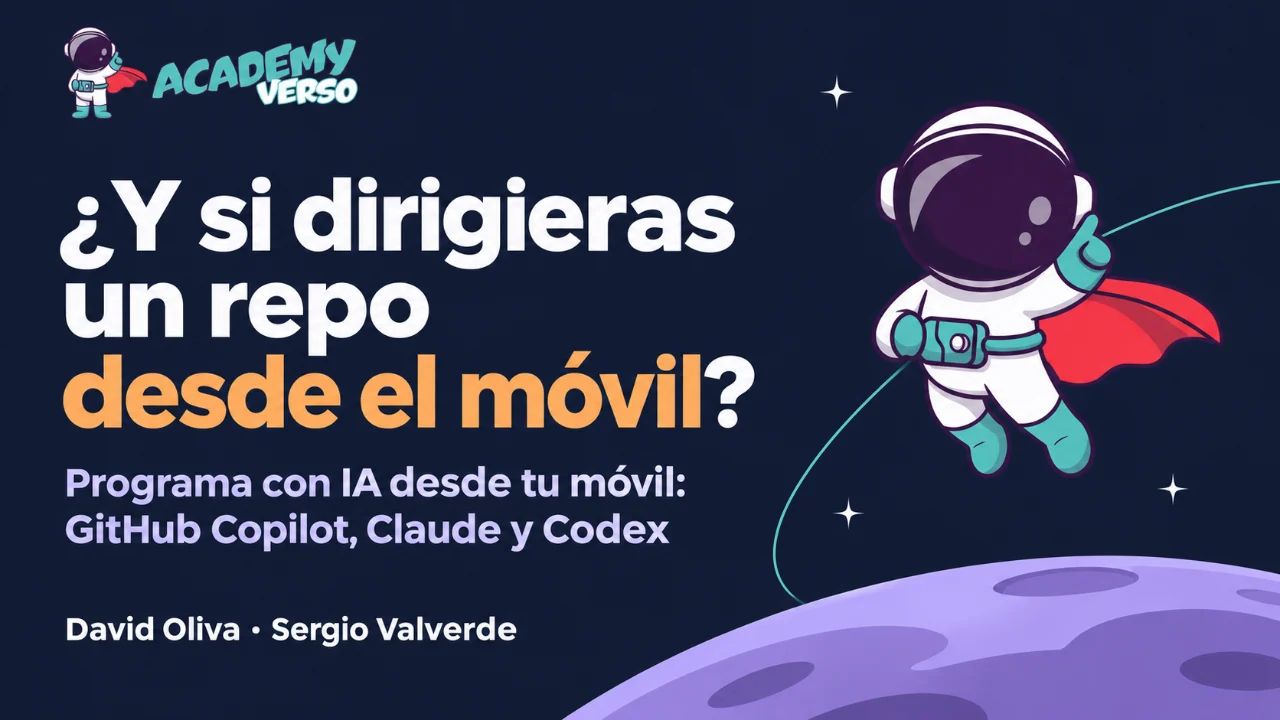 ACADEMY
VERSO
¿Y si dirigieras
un repo
desde el móvil?
Programa con IA desde tu móvil:
GitHub Copilot, Claude y Codex
David Oliva · Sergio Valverde